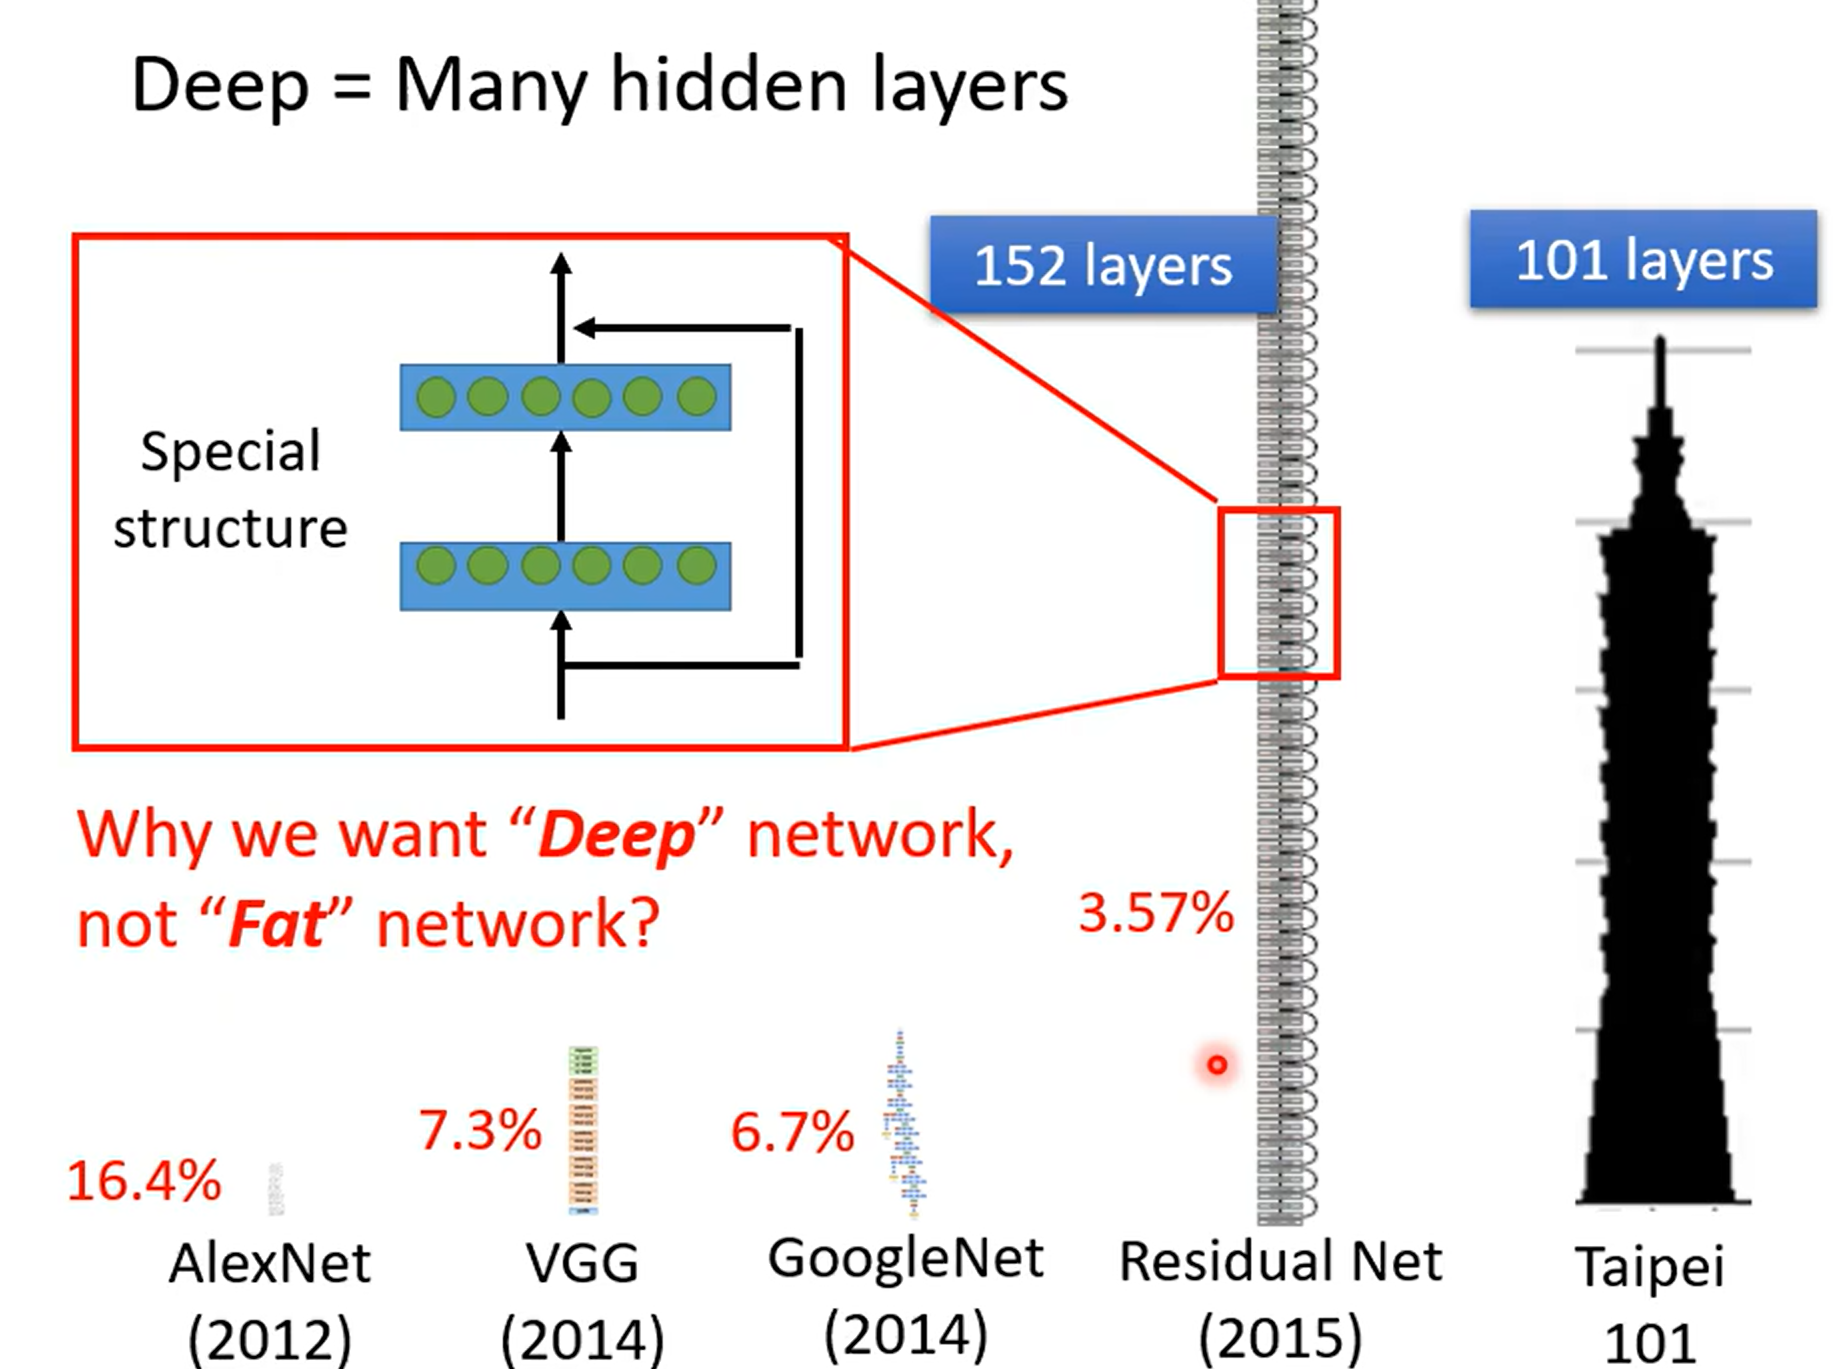 Deep = Many hidden layers
152 layers
101 layers
Special
structure
Why we want “Deep” network,
not “Fat” network?
3.57%
16.4%
7.3%
6.7%
AlexNet
(2012)
VGG
(2014)
GoogleNet
(2014)
Residual Net
(2015)
Taipei
101